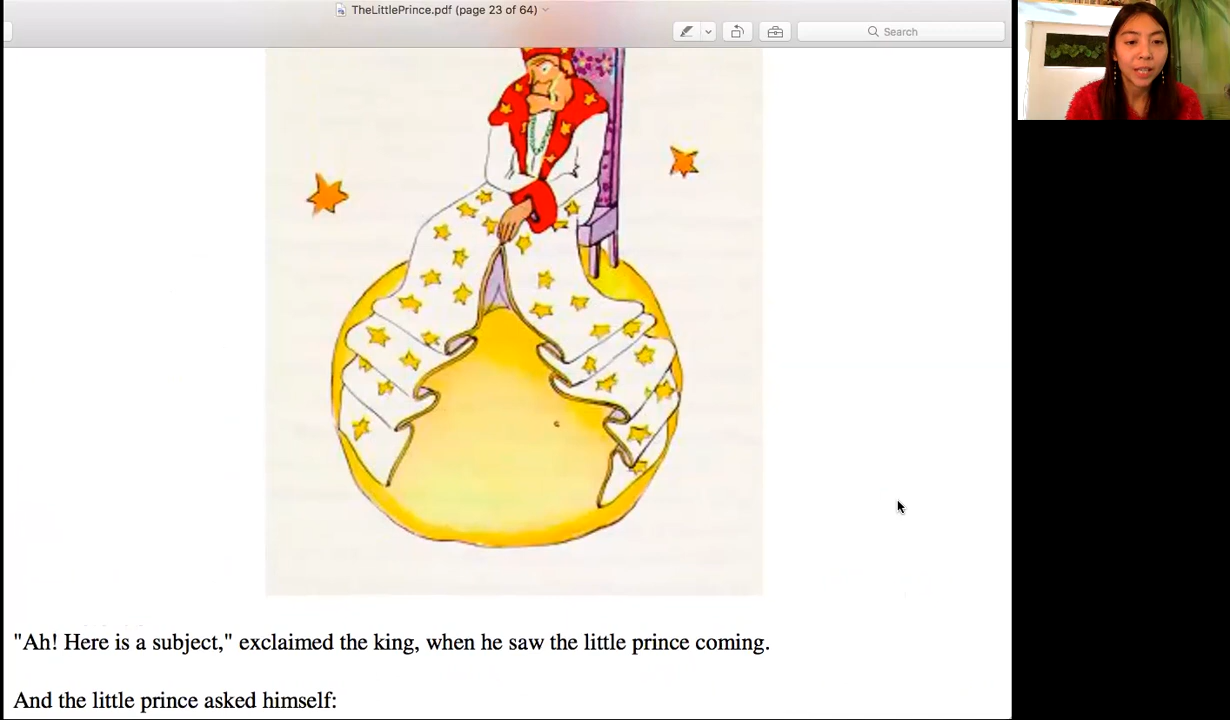 TheLittlePrince.pdf (page 23 of 64)
Search
"Ah! Here is a subject," exclaimed the king, when he saw the little prince coming.
And the little prince asked himself: